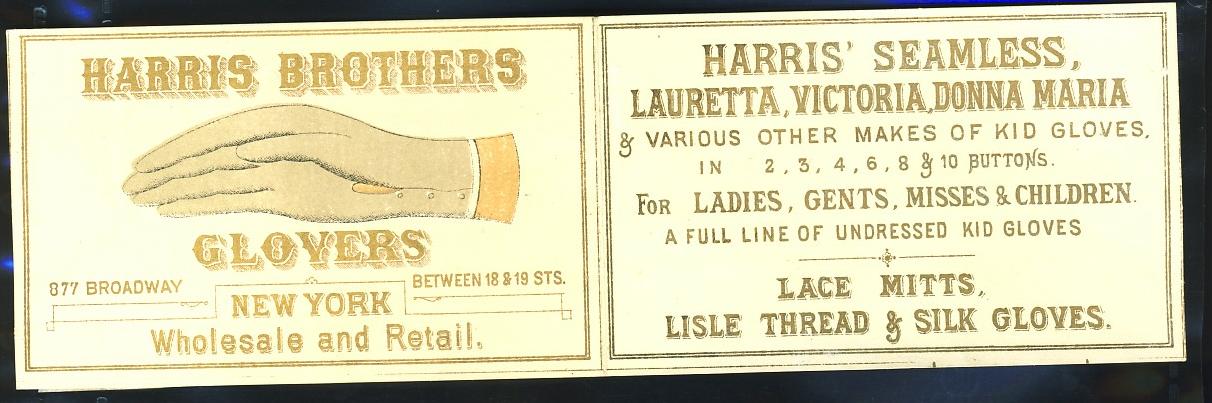 HARRIS BROTHERS
GLOVERS
877 BROADWAY
BETWEEN 18 & 19 STS.
NEW YORK
Wholesale and Retail.
HARRIS' SEAMLESS,
LAURETTA, VICTORIA, DONNA MARIA
& VARIOUS OTHER MAKES OF KID GLOVES,
IN 2, 3, 4, 6, 8 & 10 BUTTONS.
FOR LADIES, GENTS, MISSES & CHILDREN.
A FULL LINE OF UNDRESSED KID GLOVES
LACE MITTS,
LISLE THREAD & SILK GLOVES.